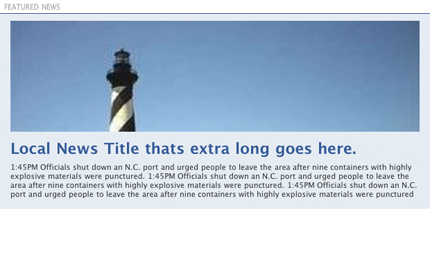 FEATURED NEWS
Local News Title thats extra long goes here.
1:45PM Officials shut down an N.C. port and urged people to leave the area after nine containers with highly
explosive materials were punctured. 1:45PM Officials shut down an N.C. port and urged people to leave the
area after nine containers with highly explosive materials were punctured. 1:45PM Officials shut down an N.C.
port and urged people to leave the area after nine containers with highly explosive materials were punctured